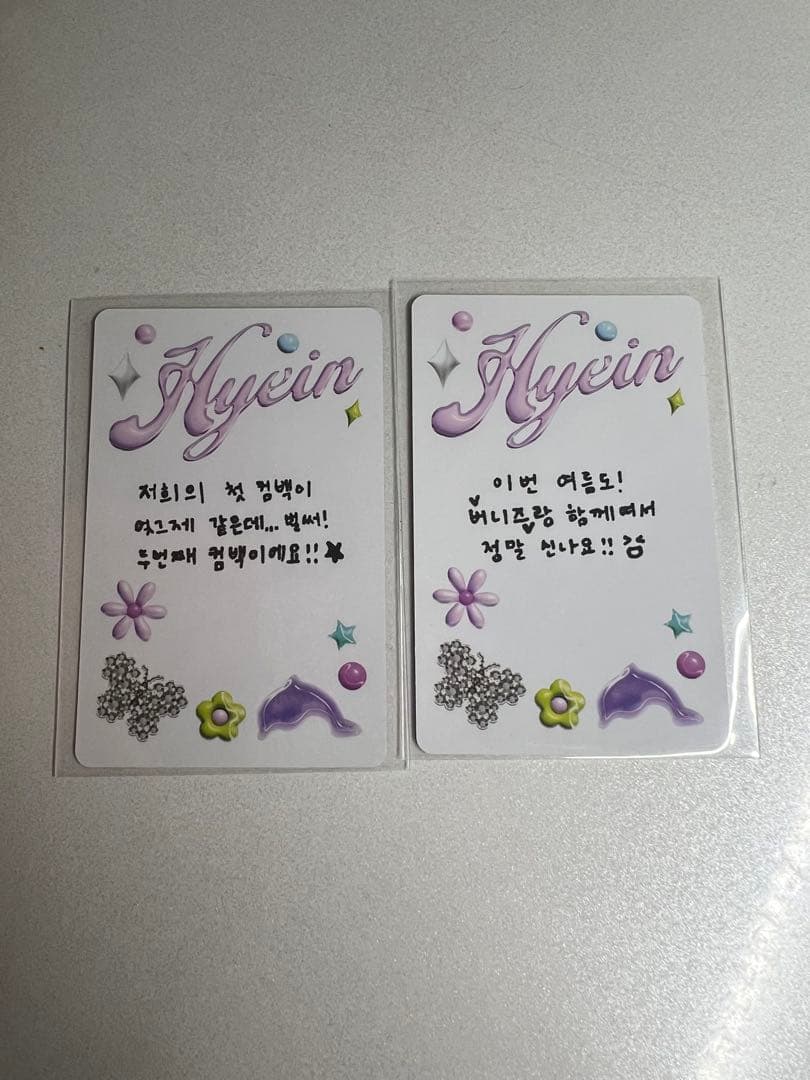 Hyein
저희의 첫 컴백이
엊그제 같은데... 벌써!
두번째 컴백이에요!!★
Hyein
이번 여름도!
버니즈랑 함께여서
정말 신나요!!